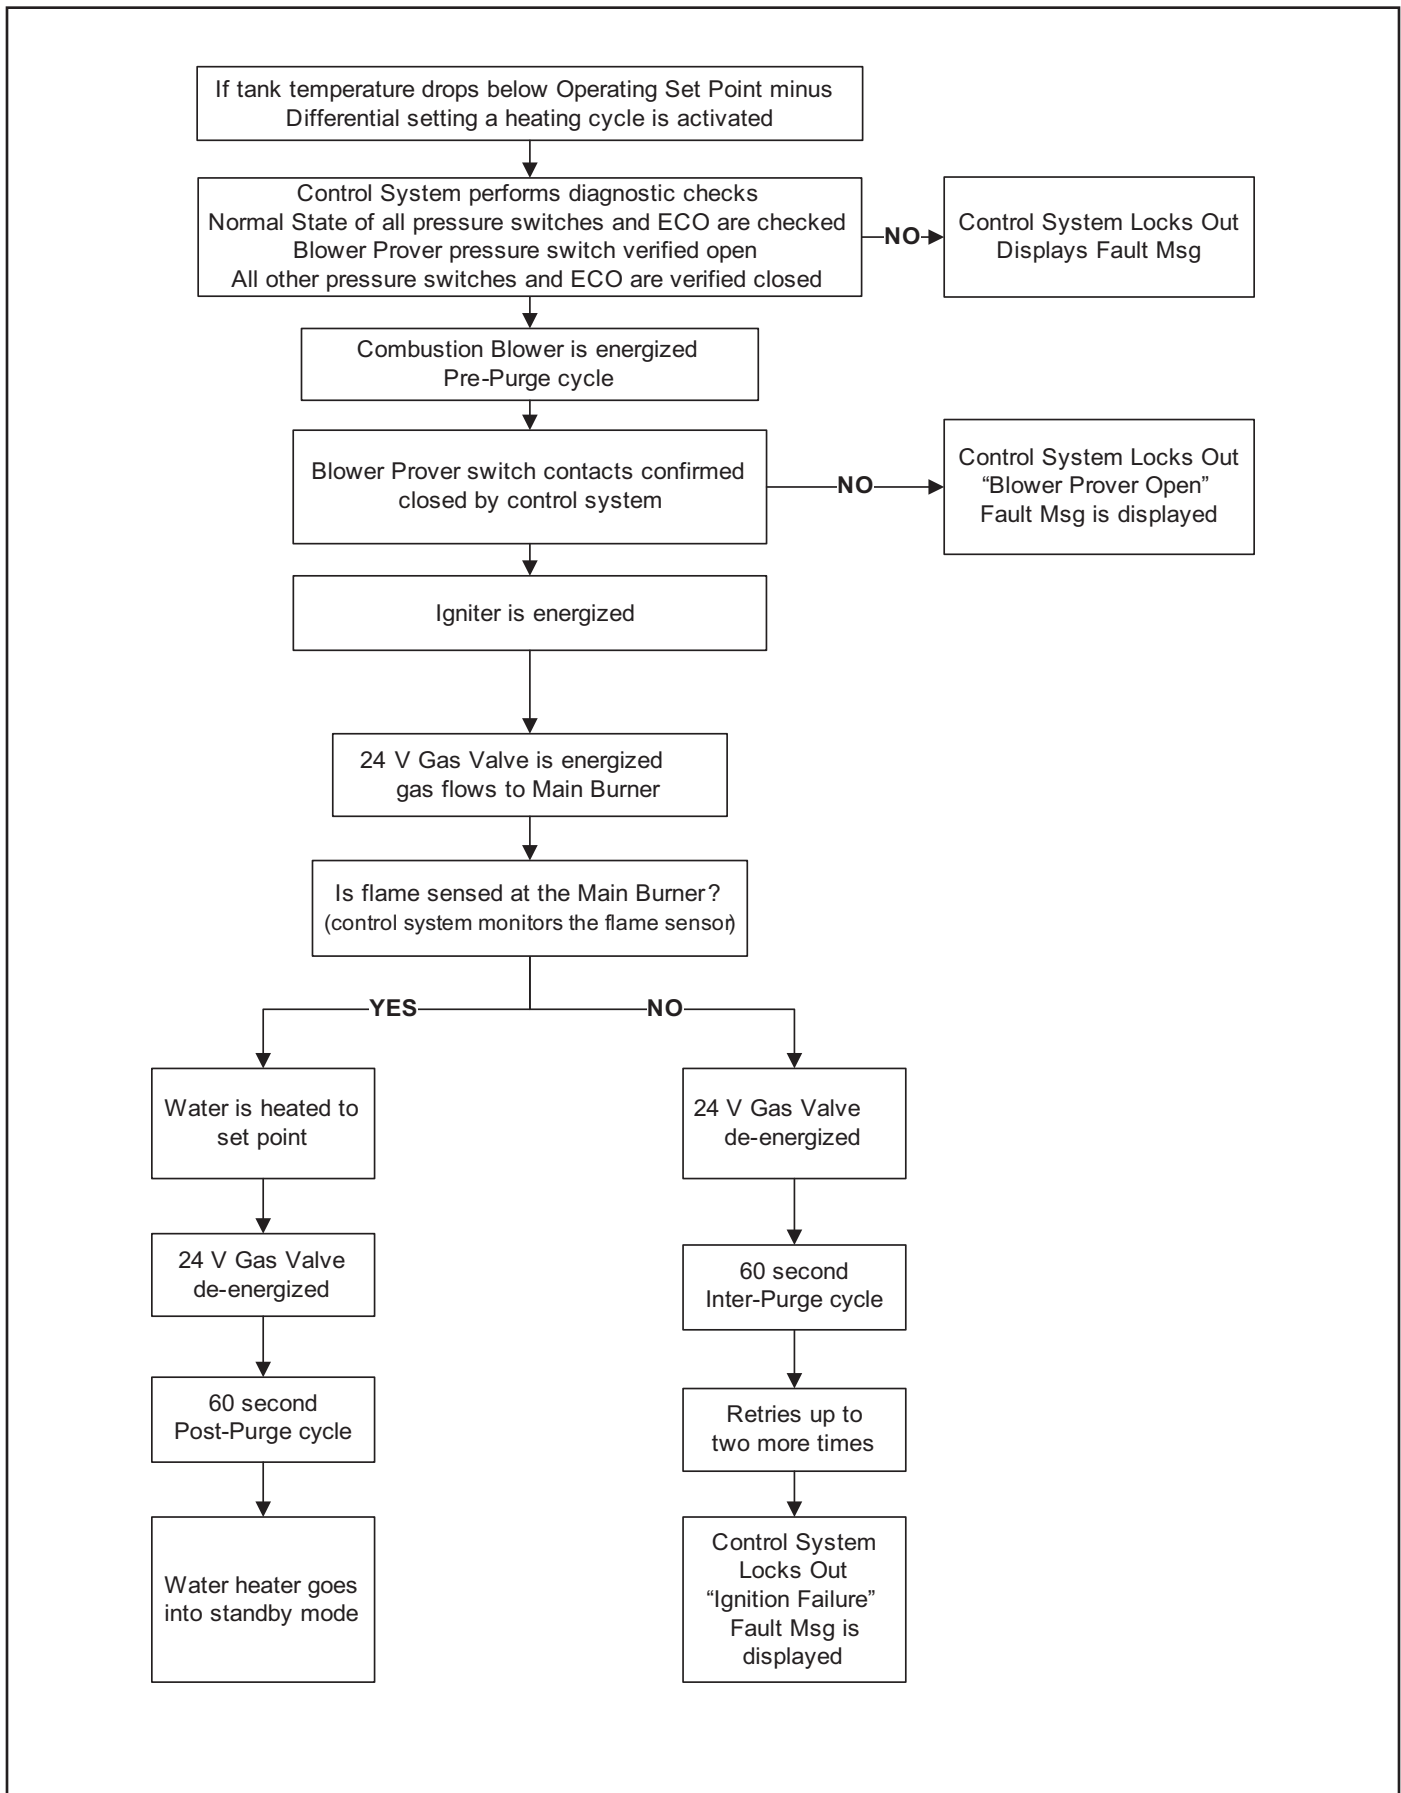 If tank temperature drops below Operating Set Point minus
Differential setting a heating cycle is activated
Control System performs diagnostic checks
Normal State of all pressure switches and ECO are checked
Blower Prover pressure switch verified open
All other pressure switches and ECO are verified closed
NO
Control System Locks Out
Displays Fault Msg
Combustion Blower is energized
Pre-Purge cycle
Blower Prover switch contacts confirmed
closed by control system
NO
Control System Locks Out
“Blower Prover Open”
Fault Msg is displayed
Igniter is energized
24 V Gas Valve is energized
gas flows to Main Burner
Is flame sensed at the Main Burner?
(control system monitors the flame sensor)
YES
NO
Water is heated to
set point
24 V Gas Valve
de-energized
60 second
Post-Purge cycle
Water heater goes
into standby mode
24 V Gas Valve
de-energized
60 second
Inter-Purge cycle
Retries up to
two more times
Control System
Locks Out
“Ignition Failure”
Fault Msg is
displayed